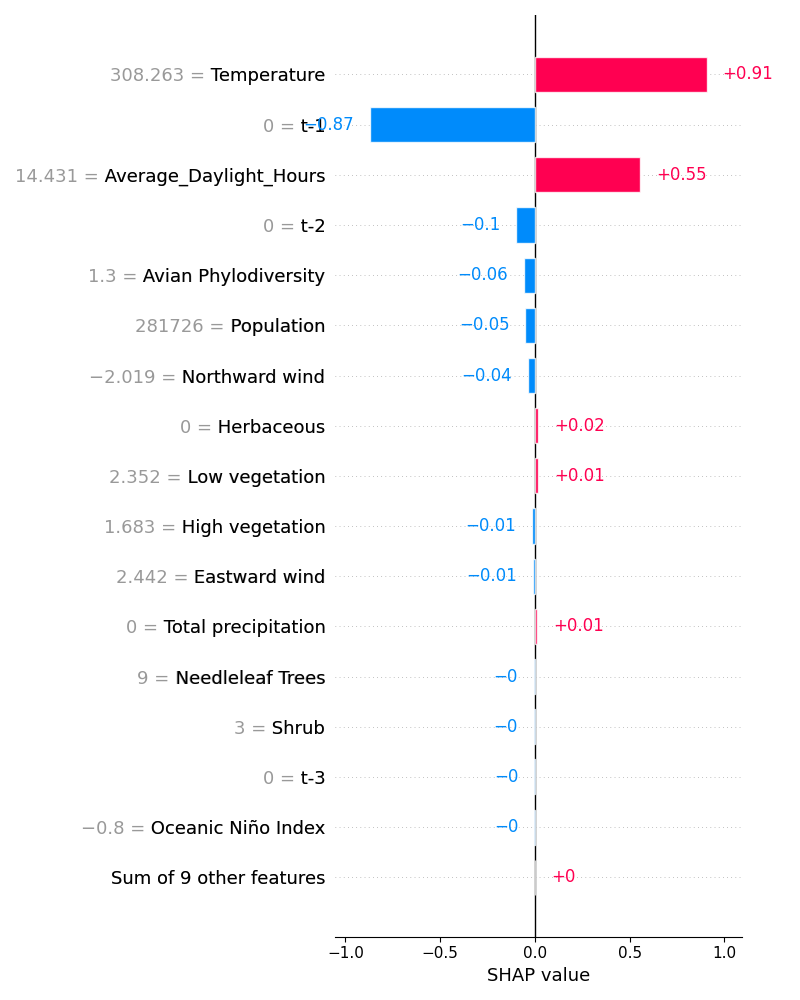 308.263 = Temperature +0.91
0 = t-1 −0.87
14.431 = Average_Daylight_Hours +0.55
0 = t-2 −0.1
1.3 = Avian Phylodiversity −0.06
281726 = Population −0.05
−2.019 = Northward wind −0.04
0 = Herbaceous +0.02
2.352 = Low vegetation +0.01
1.683 = High vegetation −0.01
2.442 = Eastward wind −0.01
0 = Total precipitation +0.01
9 = Needleleaf Trees −0
3 = Shrub −0
0 = t-3 −0
−0.8 = Oceanic Niño Index −0
Sum of 9 other features +0
−1.0 −0.5 0.0 0.5 1.0
SHAP value